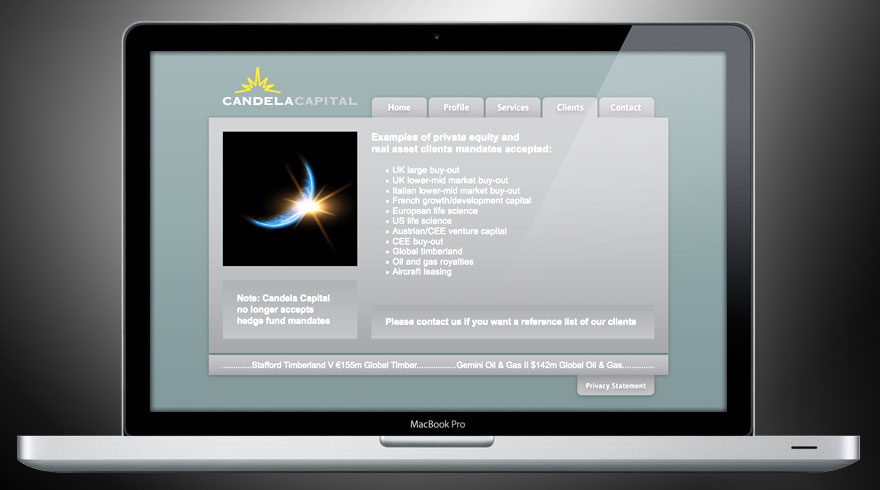 CANDELACAPITAL
Home Profile Services Clients Contact
Examples of private equity and
real asset clients mandates accepted:
UK large buy-out
UK lower-mid market buy-out
Italian lower-mid market buy-out
French growth/development capital
European life science
US life science
Austrian/CEE venture capital
CEE buy-out
Global timberland
Oil and gas royalties
Aircraft leasing
Note: Candela Capital
no longer accepts
hedge fund mandates
Please contact us if you want a reference list of our clients
............Stafford Timberland V €155m Global Timber................Gemini Oil & Gas II $142m Global Oil & Gas.............
Privacy Statement
MacBook Pro